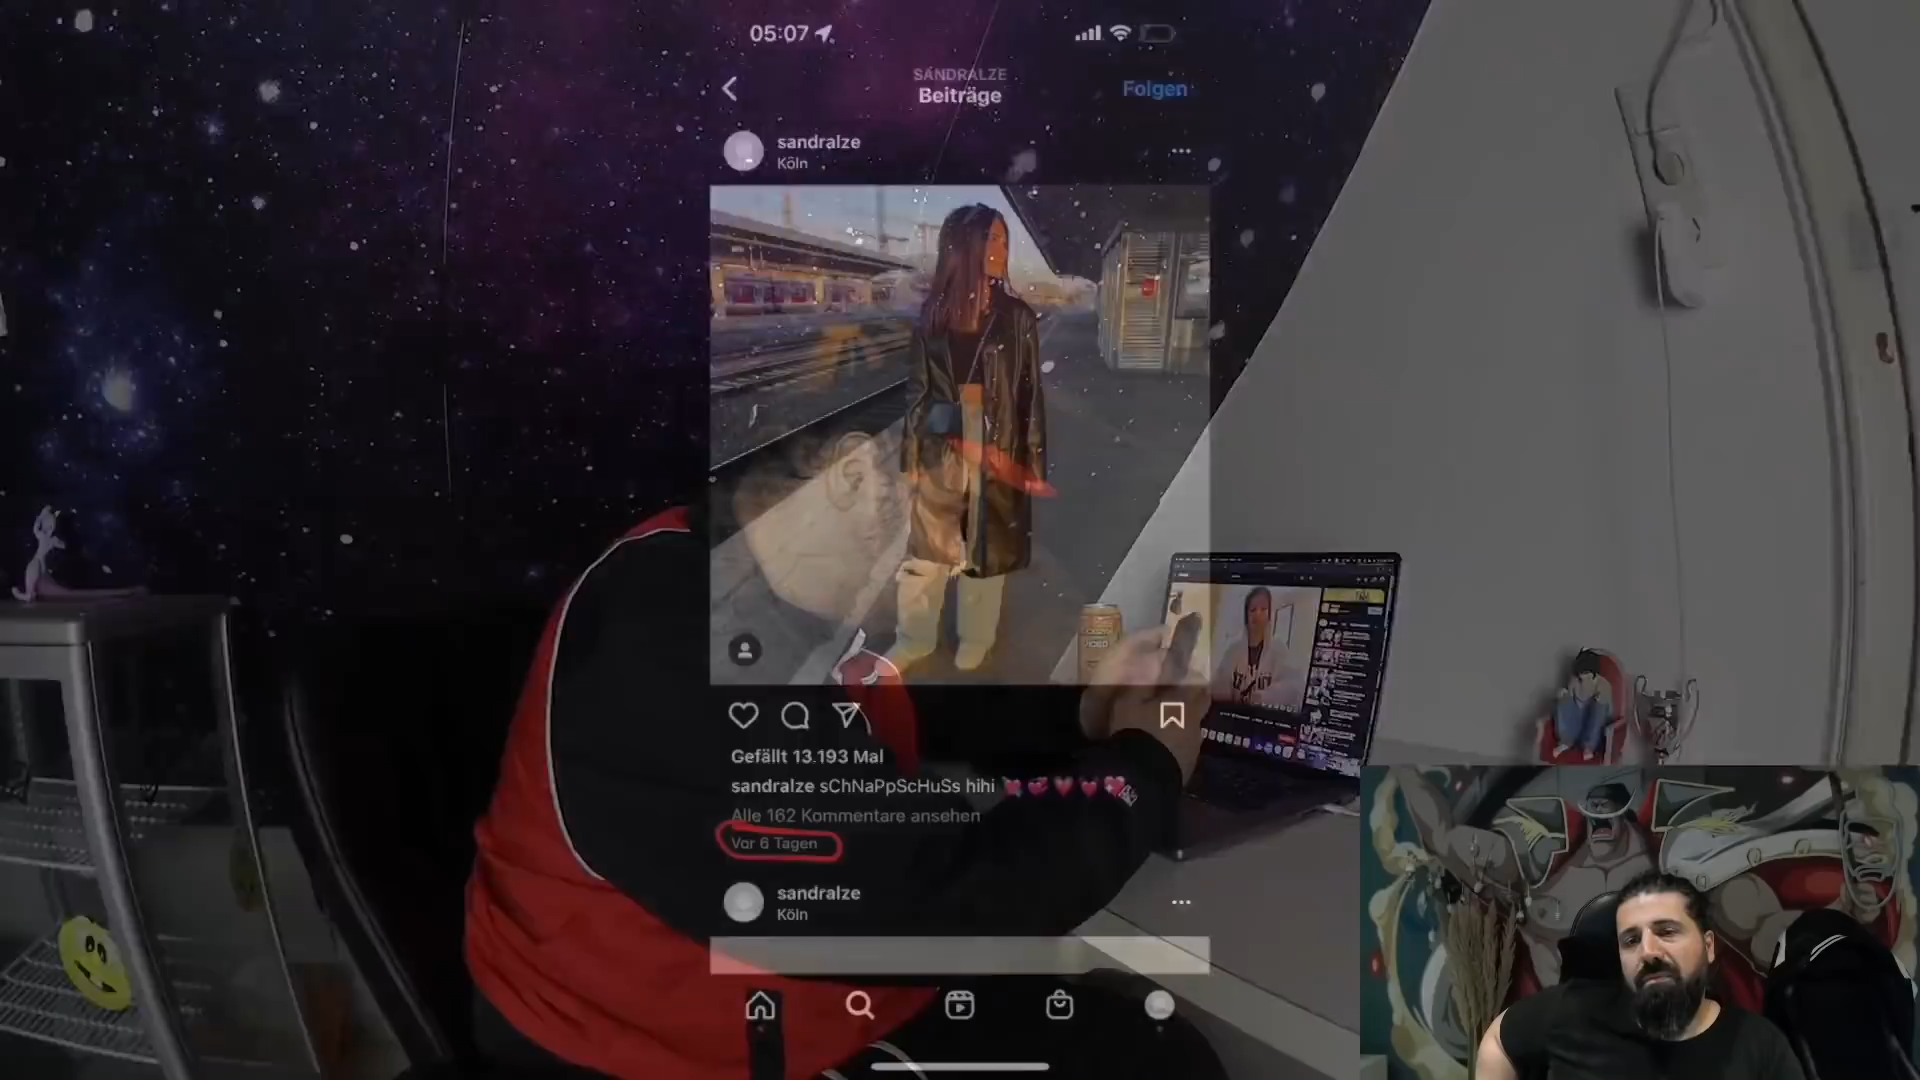 05:07
SANDRALZE
Beiträge
Folgen
sandralze
Köln
Gefällt 13.193 Mal
sandralze sChNaPpScHuSs hihi 💘💞💗💓💖
Alle 162 Kommentare ansehen
Vor 6 Tagen
sandralze
Köln